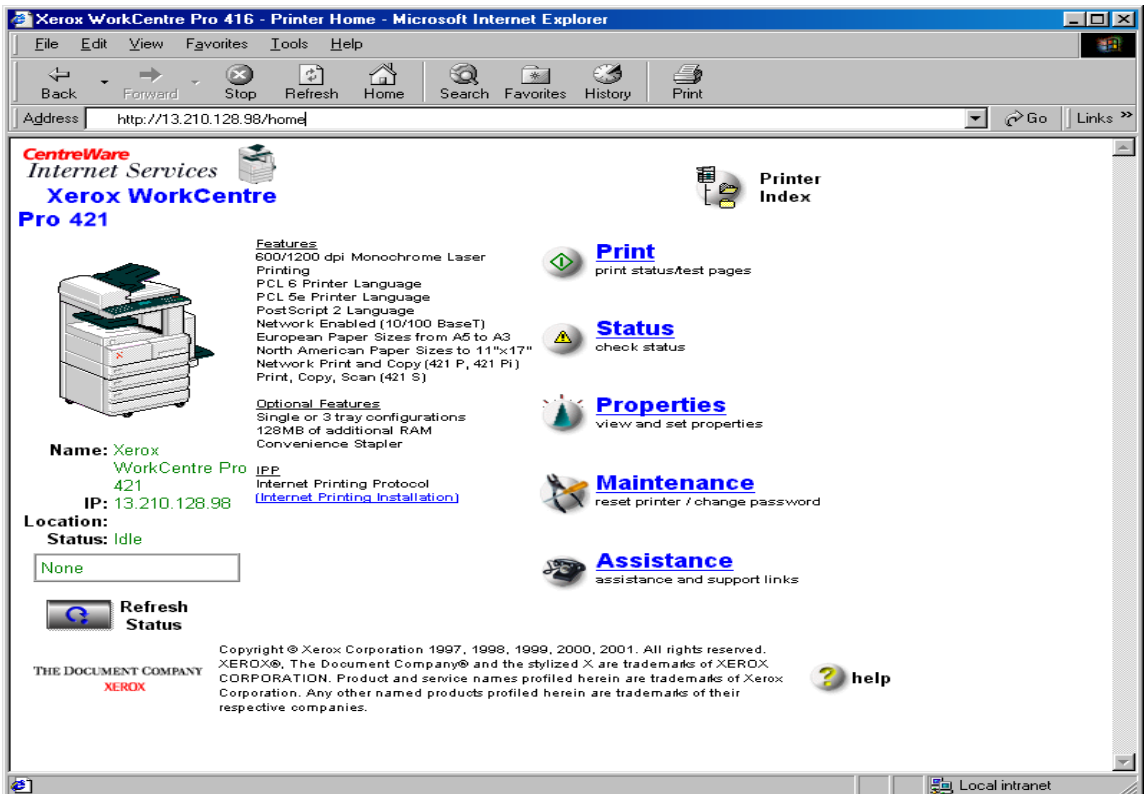 Xerox WorkCentre Pro 416 - Printer Home - Microsoft Internet Explorer
File Edit View Favorites Tools Help
Back Forward Stop Refresh Home Search Favorites History Print
Address http://13.210.128.98/home Go Links »
CentreWare
Internet Services
Xerox WorkCentre
Pro 421
Printer
Index
Features
600/1200 dpi Monochrome Laser
Printing
PCL 6 Printer Language
PCL 5e Printer Language
PostScript 2 Language
Network Enabled (10/100 BaseT)
European Paper Sizes from A5 to A3
North American Paper Sizes to 11"x17"
Network Print and Copy (421 P, 421 Pi)
Print, Copy, Scan (421 S)
Optional Features
Single or 3 tray configurations
128MB of additional RAM
Convenience Stapler
IPP
Internet Printing Protocol
(Internet Printing Installation)
Print
print status/test pages
Status
check status
Properties
view and set properties
Maintenance
reset printer / change password
Assistance
assistance and support links
Name: Xerox
WorkCentre Pro
421
IP: 13.210.128.98
Location:
Status: Idle
None
Refresh
Status
THE DOCUMENT COMPANY
XEROX
Copyright © Xerox Corporation 1997, 1998, 1999, 2000, 2001. All rights reserved.
XEROX®, The Document Company® and the stylized X are trademarks of XEROX
CORPORATION. Product and service names profiled herein are trademarks of Xerox
Corporation. Any other named products profiled herein are trademarks of their
respective companies.
help
Local intranet